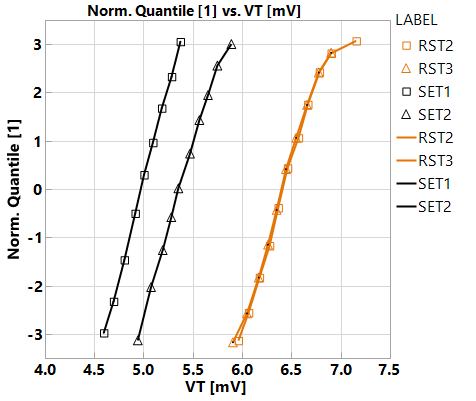 Norm. Quantile [1] vs. VT [mV]
LABEL
RST2
RST3
SET1
SET2
RST2
RST3
SET1
SET2
Norm. Quantile [1]
3
2
1
0
-1
-2
-3
4.0 4.5 5.0 5.5 6.0 6.5 7.0 7.5
VT [mV]